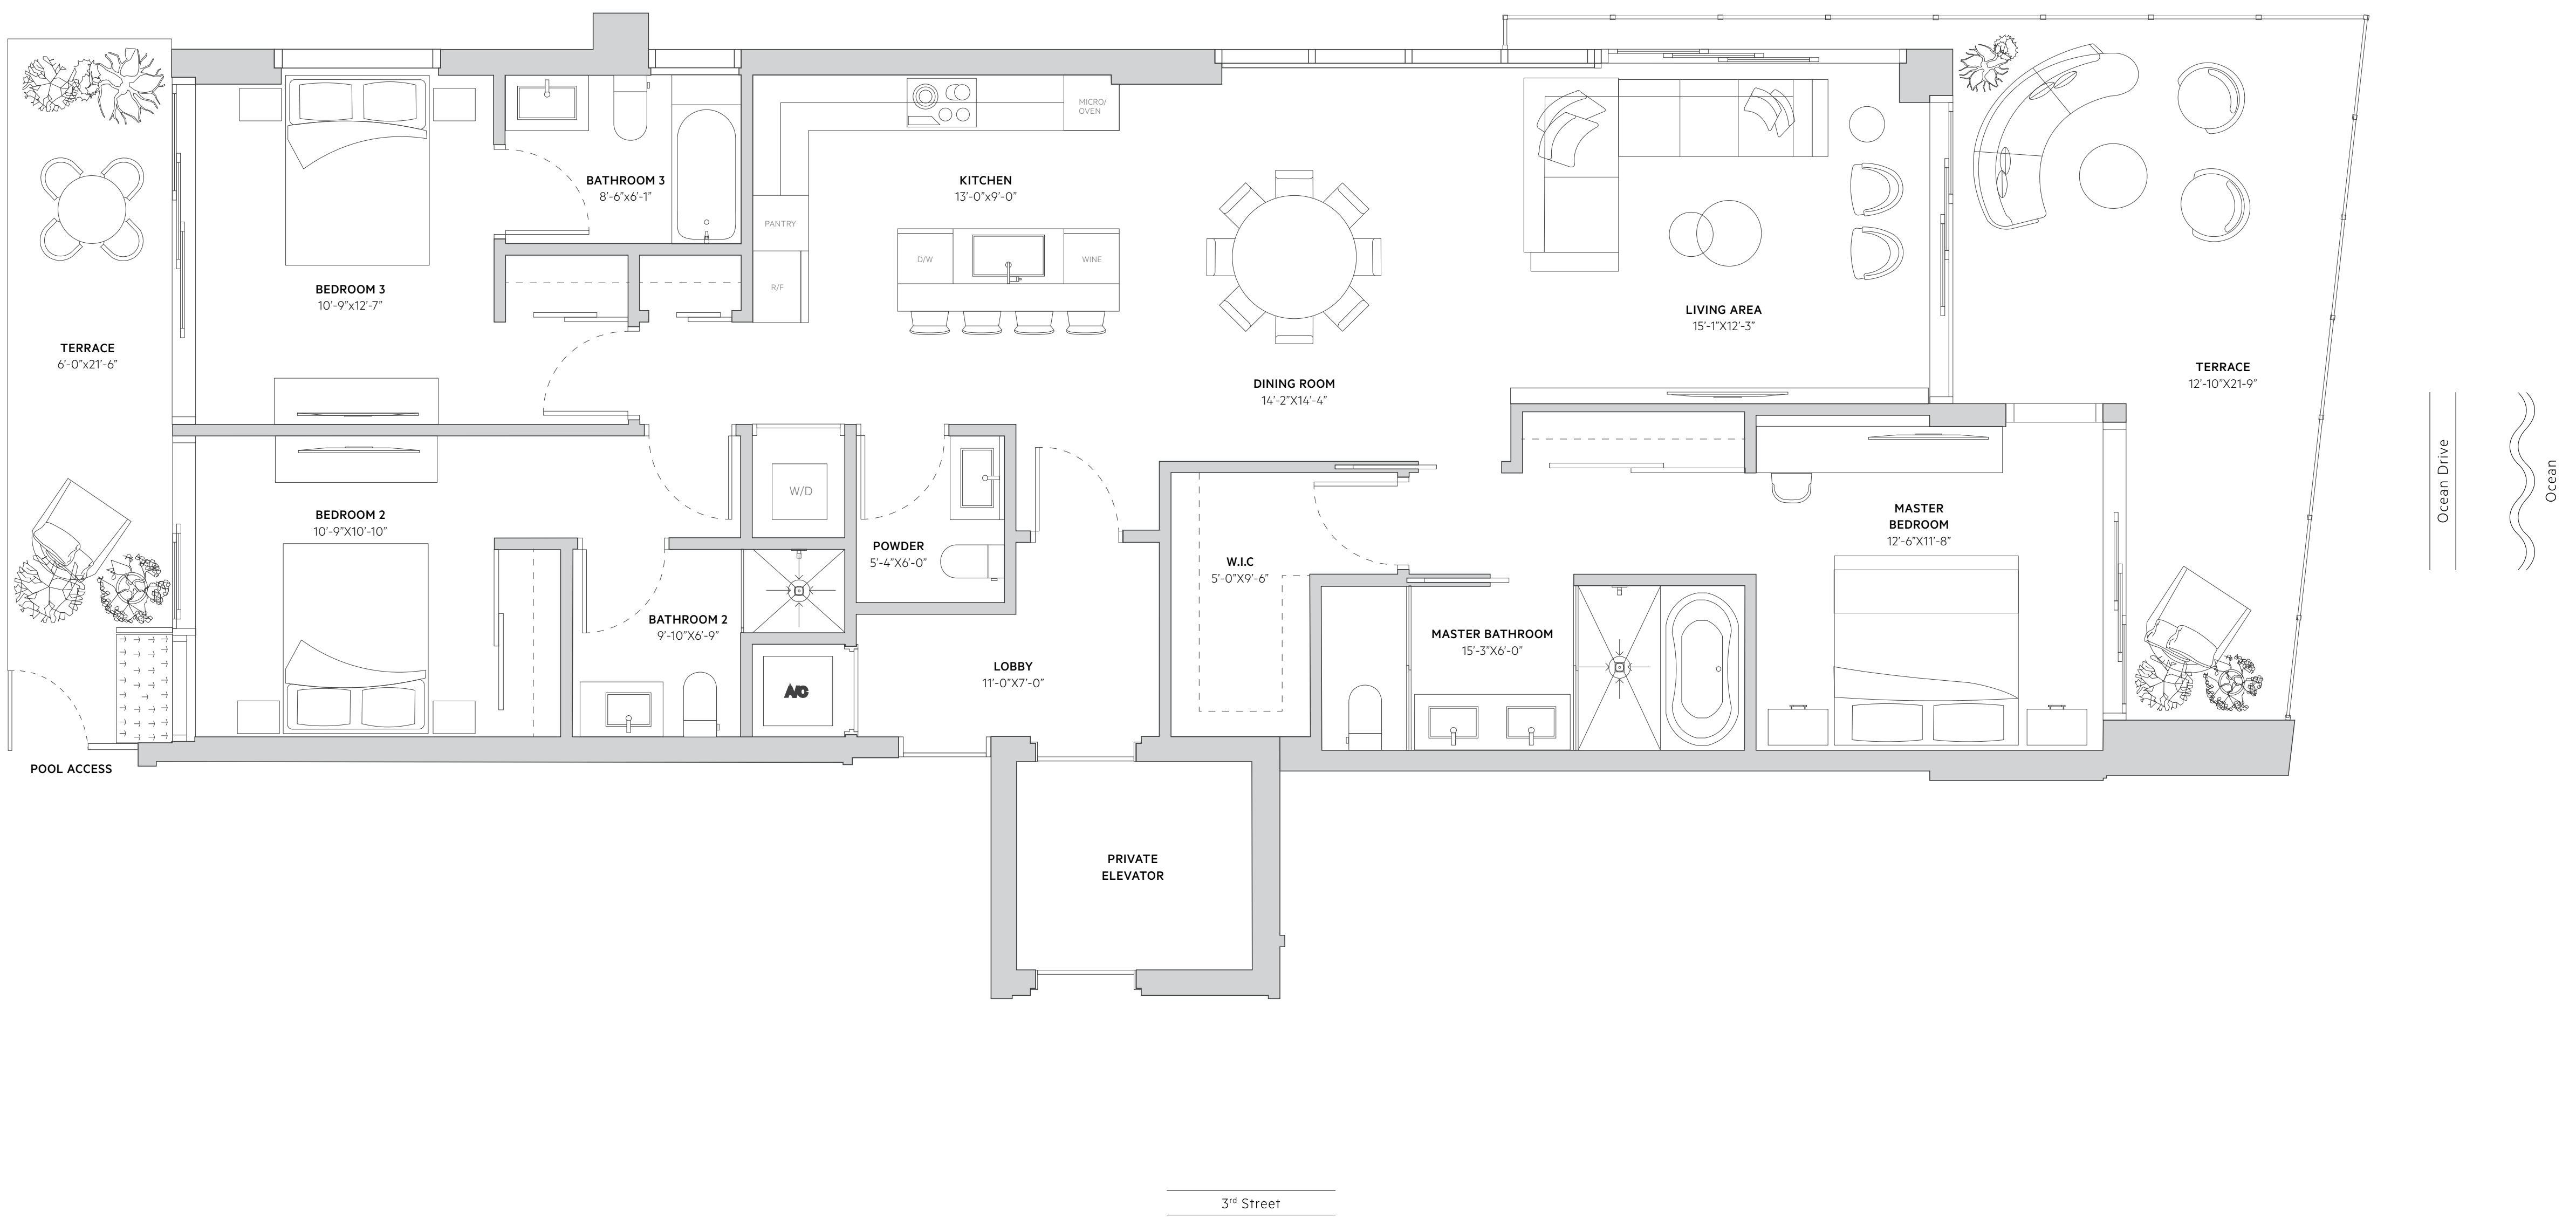 BATHROOM 3
8'-6"x6'-1"
MICRO/
OVEN
KITCHEN
13'-0"x9'-0"
PANTRY
D/W
WINE
R/F
BEDROOM 3
10'-9"x12'-7"
LIVING AREA
15'-1"X12'-3"
TERRACE
6'-0"x21'-6"
TERRACE
12'-10"X21-9"
DINING ROOM
14'-2"X14'-4"
W/D
BEDROOM 2
10'-9"X10'-10"
MASTER
BEDROOM
12'-6"X11'-8"
POWDER
5'-4"X6'-0"
W.I.C
5'-0"X9'-6"
BATHROOM 2
9'-10"X6'-9"
MASTER BATHROOM
15'-3"X6'-0"
LOBBY
11'-0"X7'-0"
A/C
POOL ACCESS
PRIVATE
ELEVATOR
Ocean Drive
Ocean
3rd Street